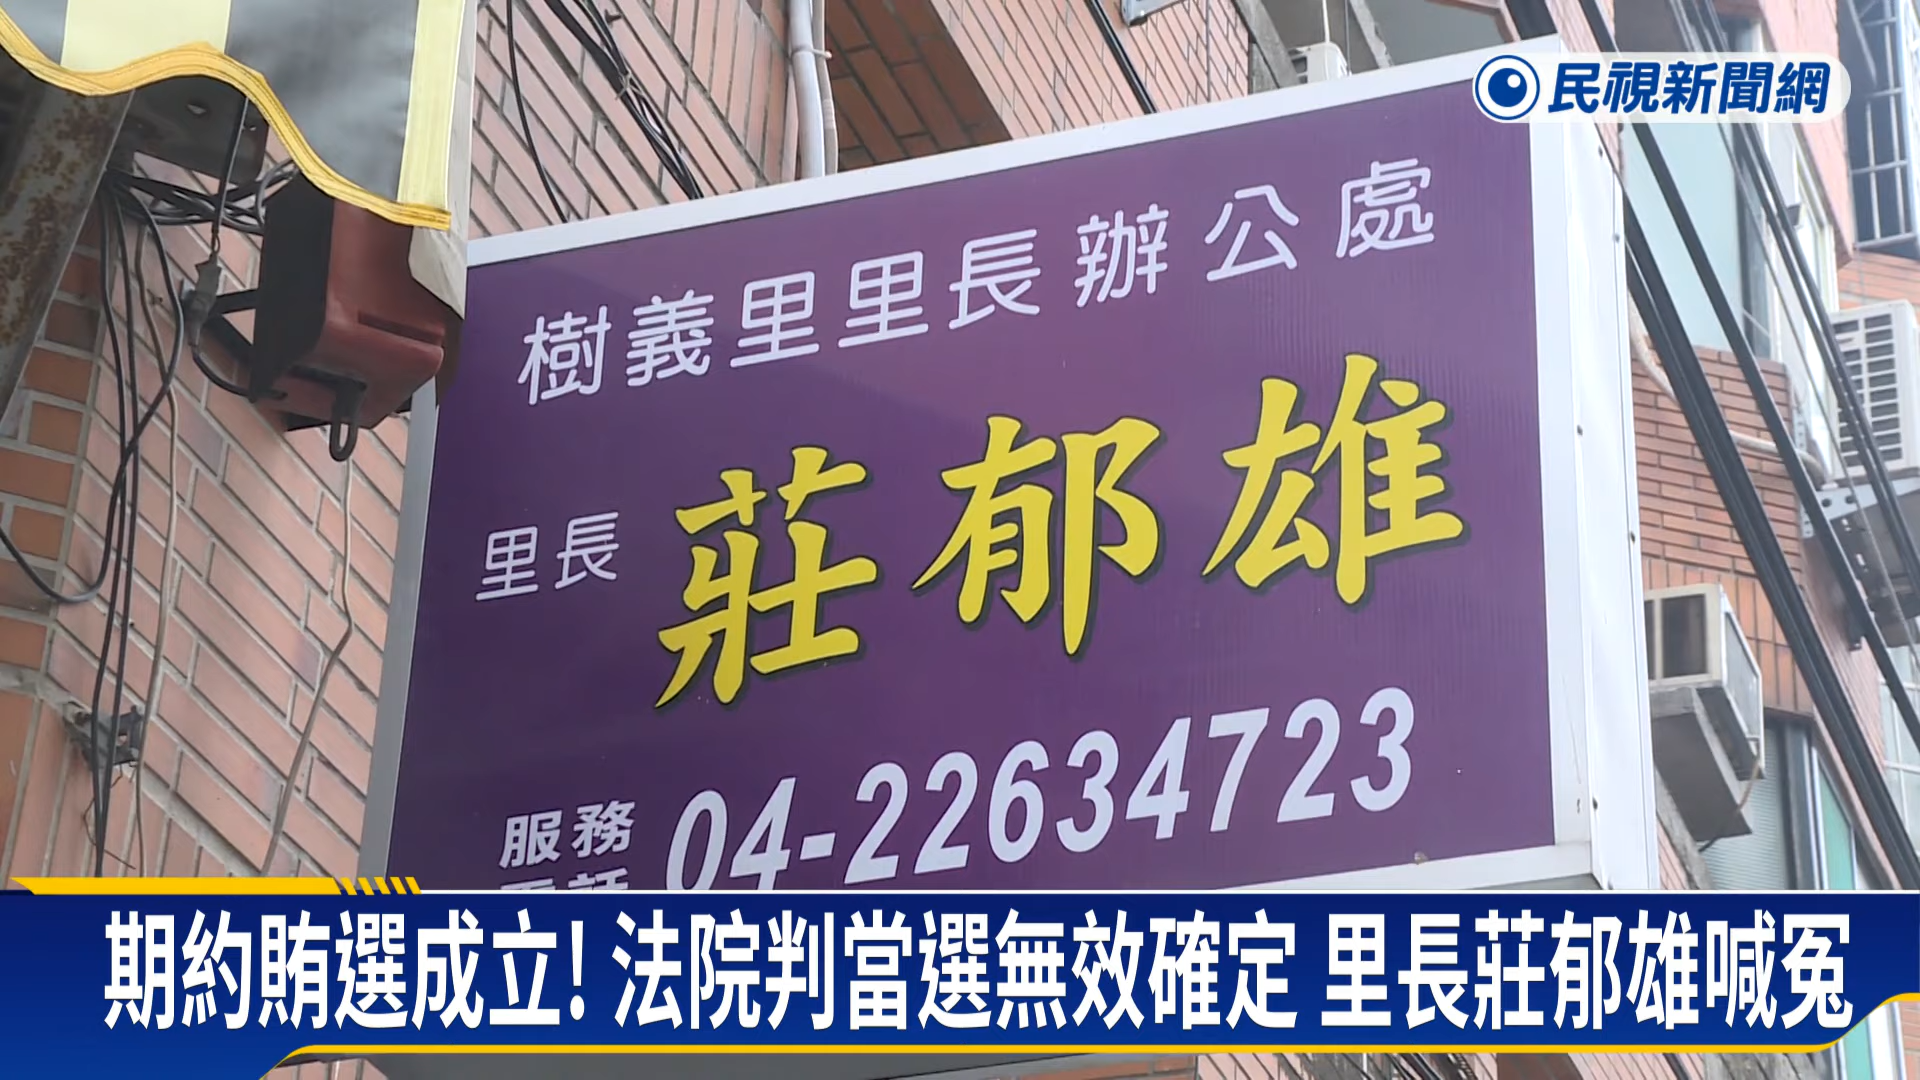 民視新聞網
樹義里里長辦公處
里長 莊郁雄
服務 04-22634723
期約賄選成立! 法院判當選無效確定 里長莊郁雄喊冤